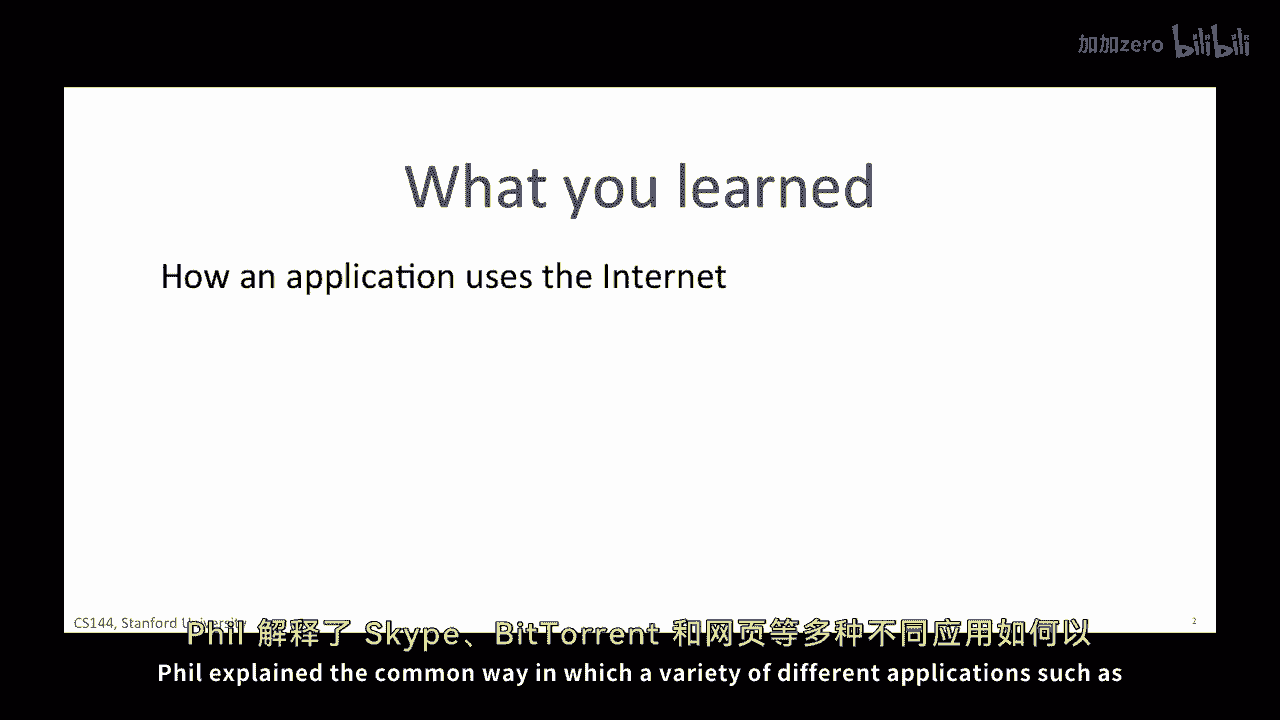 加加zero bilibili
What you learned
How an application uses the Internet
CS144, Stanford University
2
Phil 解释了 Skype、BitTorrent 和网页等多种不同应用如何以
Phil explained the common way in which a variety of different applications such as